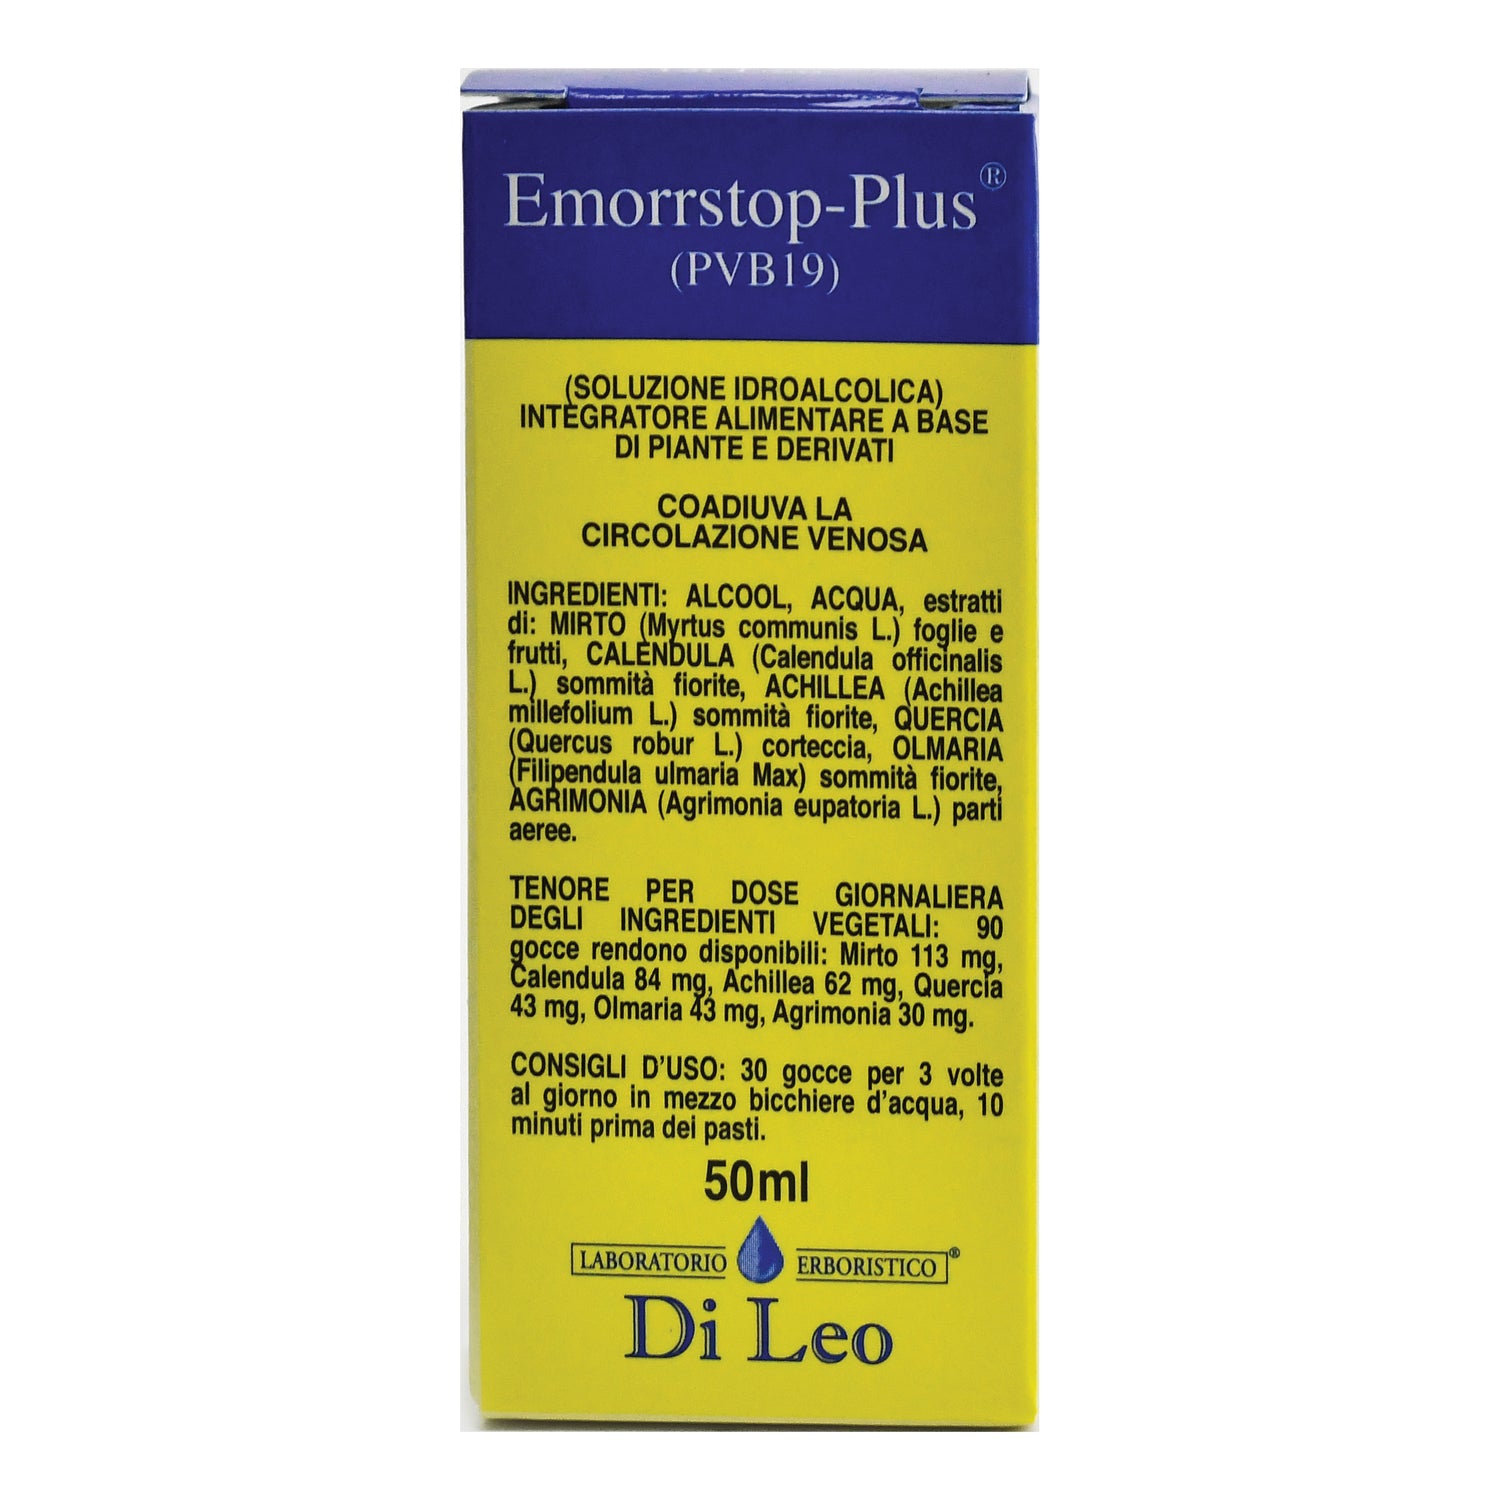 Emorrstop-Plus®
(PVB19)
(SOLUZIONE IDROALCOLICA)
INTEGRATORE ALIMENTARE A BASE
DI PIANTE E DERIVATI
COADIUVA LA
CIRCOLAZIONE VENOSA
INGREDIENTI: ALCOOL, ACQUA, estratti
di: MIRTO (Myrtus communis L.) foglie e
frutti, CALENDULA (Calendula officinalis
L.) sommità fiorite, ACHILLEA (Achillea
millefolium L.) sommità fiorite, QUERCIA
(Quercus robur L.) corteccia, OLMARIA
(Filipendula ulmaria Max) sommità fiorite,
AGRIMONIA (Agrimonia eupatoria L.) parti
aeree.
TENORE PER DOSE GIORNALIERA
DEGLI INGREDIENTI VEGETALI: 90
gocce rendono disponibili: Mirto 113 mg,
Calendula 84 mg, Achillea 62 mg, Quercia
43 mg, Olmaria 43 mg, Agrimonia 30 mg.
CONSIGLI D'USO: 30 gocce per 3 volte
al giorno in mezzo bicchiere d'acqua, 10
minuti prima dei pasti.
50ml
LABORATORIO ERBORISTICO®
Di Leo